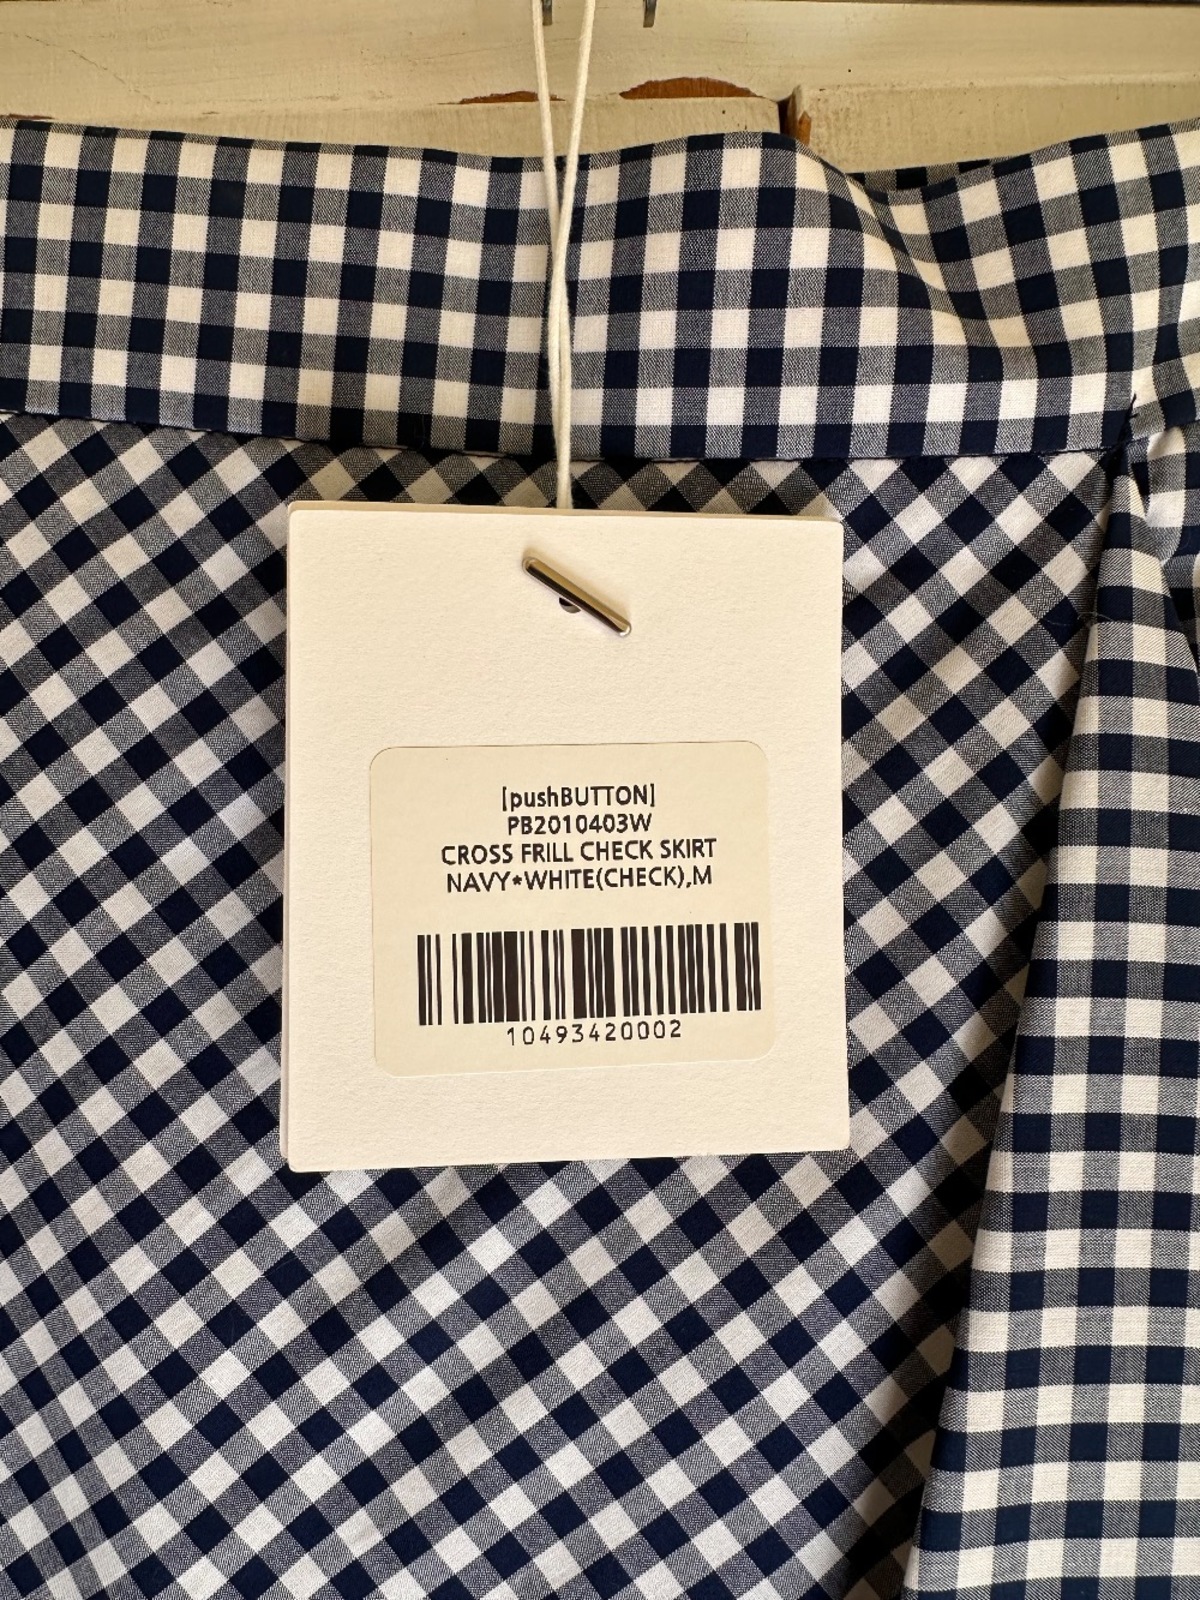 [pushBUTTON]
PB2010403W
CROSS FRILL CHECK SKIRT
NAVY*WHITE(CHECK),M
10493420002